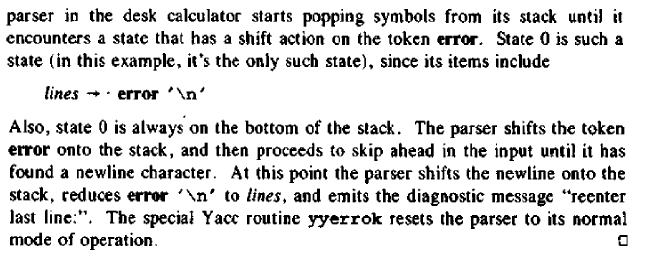 parser in the desk calculator starts popping symbols from its stack until it
encounters a state that has a shift action on the token error. State 0 is such a
state (in this example, it's the only such state), since its items include
lines → · error '\n'
Also, state 0 is always on the bottom of the stack. The parser shifts the token
error onto the stack, and then proceeds to skip ahead in the input until it has
found a newline character. At this point the parser shifts the newline onto the
stack, reduces error '\n' to lines, and emits the diagnostic message “reenter
last line:”. The special Yacc routine yyerrok resets the parser to its normal
mode of operation. □